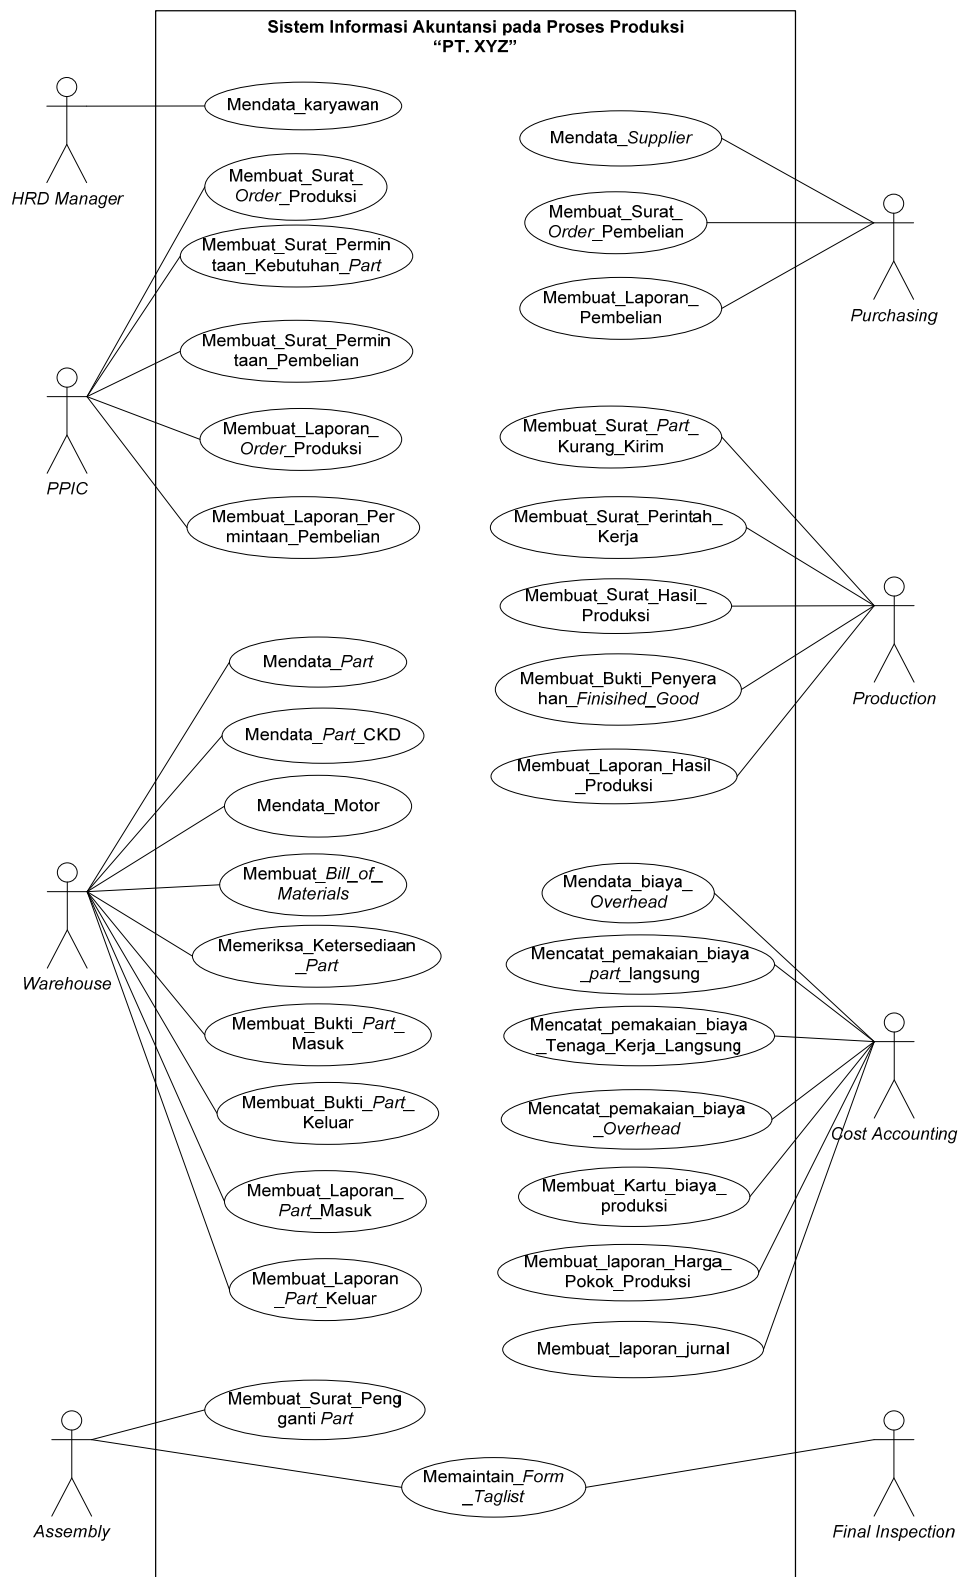 Sistem Informasi Akuntansi pada Proses Produksi
“PT. XYZ”
Mendata_karyawan
HRD Manager
Membuat_Surat_
Order_Produksi
Membuat_Surat_Permin
taan_Kebutuhan_Part
Membuat_Surat_Permin
taan_Pembelian
Membuat_Laporan_
Order_Produksi
Membuat_Laporan_Per
mintaan_Pembelian
PPIC
Mendata_Supplier
Membuat_Surat_
Order_Pembelian
Membuat_Laporan_
Pembelian
Purchasing
Membuat_Surat_Part_
Kurang_Kirim
Membuat_Surat_Perintah_
Kerja
Membuat_Surat_Hasil_
Produksi
Membuat_Bukti_Penyera
han_Finisihed_Good
Membuat_Laporan_Hasil
_Produksi
Production
Mendata_Part
Mendata_Part_CKD
Mendata_Motor
Membuat_Bill_of_
Materials
Memeriksa_Ketersediaan
_Part
Membuat_Bukti_Part_
Masuk
Membuat_Bukti_Part_
Keluar
Membuat_Laporan_
Part_Masuk
Membuat_Laporan
_Part_Keluar
Warehouse
Mendata_biaya_
Overhead
Mencatat_pemakaian_biaya
_part_langsung
Mencatat_pemakaian_biaya
_Tenaga_Kerja_Langsung
Mencatat_pemakaian_biaya
_Overhead
Membuat_Kartu_biaya_
produksi
Membuat_laporan_Harga_
Pokok_Produksi
Membuat_laporan_jurnal
Cost Accounting
Membuat_Surat_Peng
ganti Part
Memaintain_Form
_Taglist
Assembly
Final Inspection